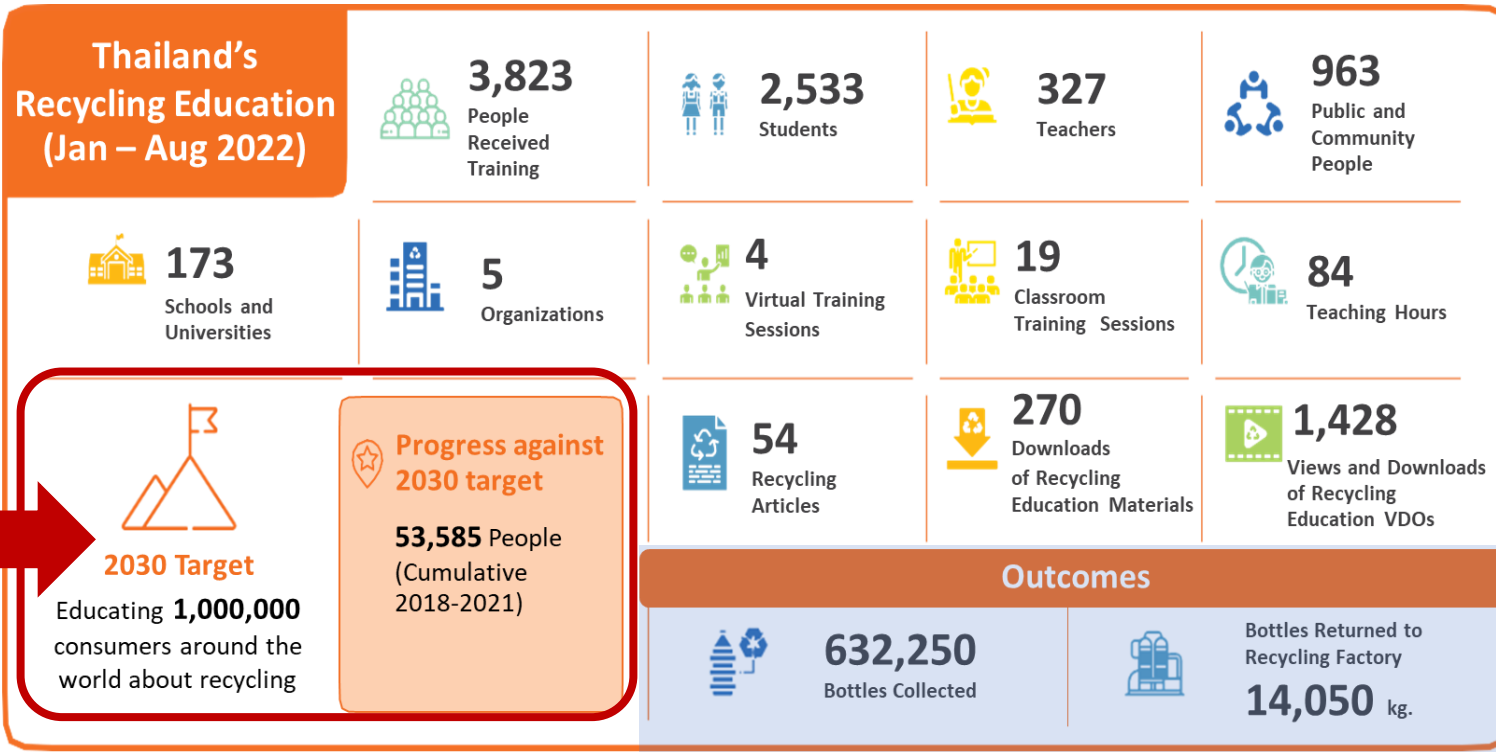 Thailand's
Recycling Education
(Jan – Aug 2022)
3,823
People
Received
Training
2,533
Students
327
Teachers
963
Public and
Community
People
173
Schools and
Universities
5
Organizations
4
Virtual Training
Sessions
19
Classroom
Training Sessions
84
Teaching Hours
2030 Target
Educating 1,000,000
consumers around the
world about recycling
Progress against
2030 target
53,585 People
(Cumulative
2018-2021)
54
Recycling
Articles
270
Downloads
of Recycling
Education Materials
1,428
Views and Downloads
of Recycling
Education VDOs
Outcomes
632,250
Bottles Collected
Bottles Returned to
Recycling Factory
14,050 kg.